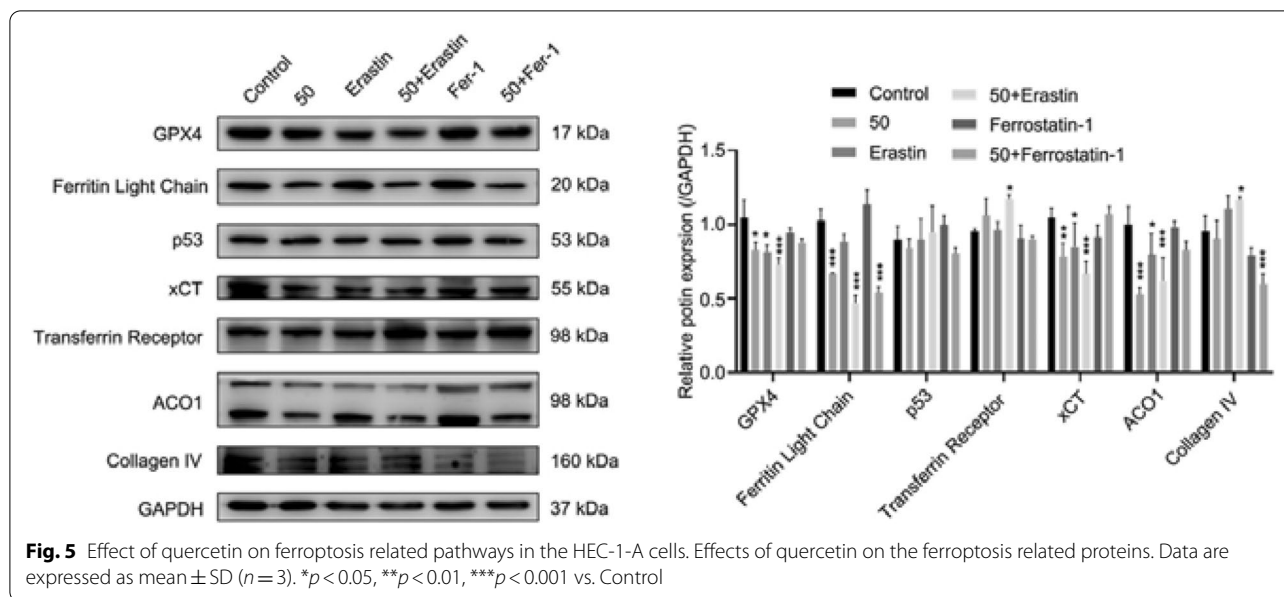 Control
50
Erastin
50+Erastin
Fer-1
50+Fer-1
GPX4
17 kDa
Ferritin Light Chain
20 kDa
p53
53 kDa
xCT
55 kDa
Transferrin Receptor
98 kDa
ACO1
98 kDa
Collagen IV
160 kDa
GAPDH
37 kDa
Control
50
Erastin
50+Erastin
Ferrostatin-1
50+Ferrostatin-1
Relative potin exprsion (/GAPDH)
1.5
1.0
0.5
0.0
* * ***
*** *** ***
*
** * ***
*** * ***
* ***
GPX4
Ferritin Light Chain
p53
Transferrin Receptor
xCT
ACO1
Collagen IV
Fig. 5 Effect of quercetin on ferroptosis related pathways in the HEC-1-A cells. Effects of quercetin on the ferroptosis related proteins. Data are
expressed as mean ± SD (n = 3). *p < 0.05, **p < 0.01, ***p < 0.001 vs. Control